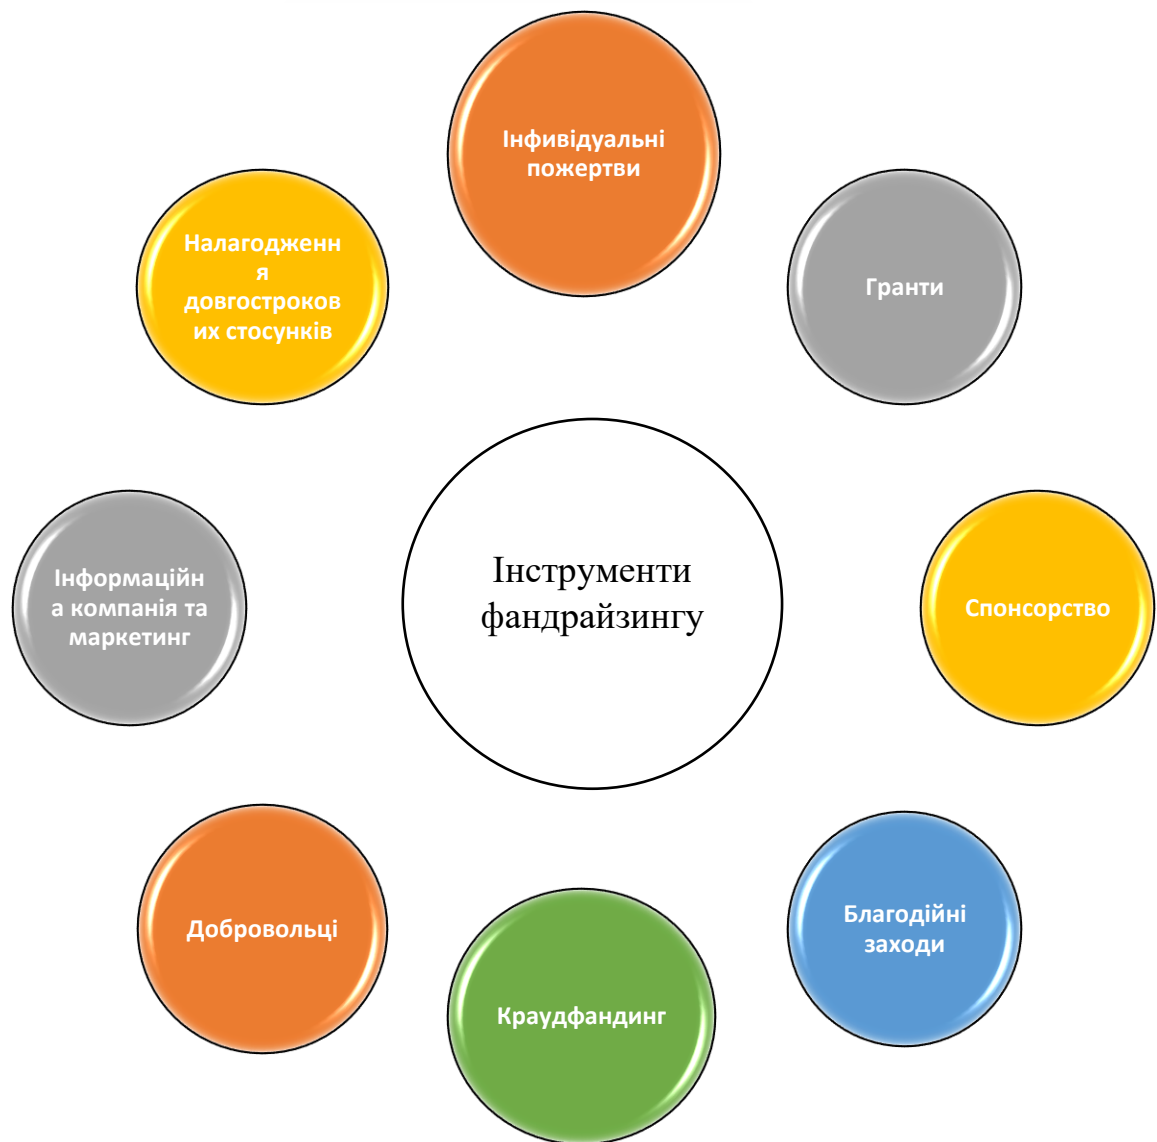 Інфивідуальні
пожертви
Гранти
Спонсорство
Благодійні
заходи
Краудфандинг
Добровольці
Інформаційн
а компанія та
маркетинг
Налагодженн
я
довгостроков
их стосунків
Інструменти
фандрайзингу